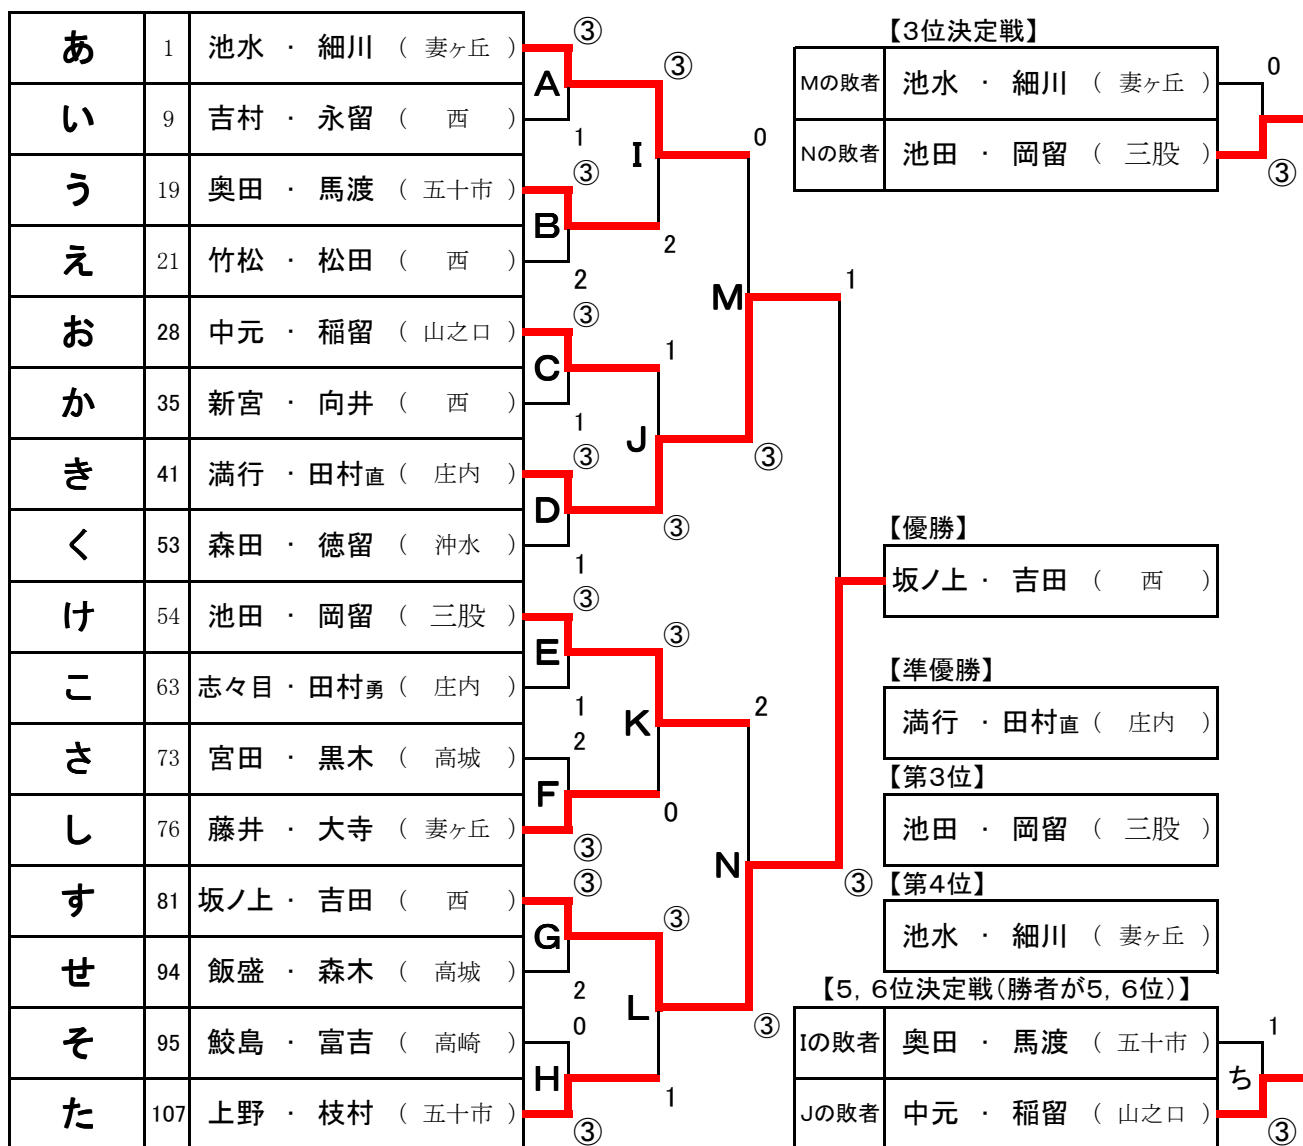 あ 1 池水 ・ 細川 （ 妻ヶ丘 ）
い 9 吉村 ・ 永留 （ 西 ）
う 19 奥田 ・ 馬渡 （ 五十市 ）
え 21 竹松 ・ 松田 （ 西 ）
お 28 中元 ・ 稲留 （ 山之口 ）
か 35 新宮 ・ 向井 （ 西 ）
き 41 満行 ・ 田村直 （ 庄内 ）
く 53 森田 ・ 徳留 （ 沖水 ）
け 54 池田 ・ 岡留 （ 三股 ）
こ 63 志々目 ・ 田村勇 （ 庄内 ）
さ 73 宮田 ・ 黒木 （ 高城 ）
し 76 藤井 ・ 大寺 （ 妻ヶ丘 ）
す 81 坂ノ上 ・ 吉田 （ 西 ）
せ 94 飯盛 ・ 森木 （ 高城 ）
そ 95 鮫島 ・ 富吉 （ 高崎 ）
た 107 上野 ・ 枝村 （ 五十市 ）
③
A
1
③
B
2
③
C
1
③
D
1
③
E
1
2
F
③
③
G
2
0
H
③
③
I
2
1
J
③
③
K
0
③
L
1
0
M
③
2
N
③
1
③
【3位決定戦】
Mの敗者 池水 ・ 細川 （ 妻ヶ丘 ） 0
Nの敗者 池田 ・ 岡留 （ 三股 ） ③
【優勝】
坂ノ上 ・ 吉田 （ 西 ）
【準優勝】
満行 ・ 田村直 （ 庄内 ）
【第3位】
池田 ・ 岡留 （ 三股 ）
【第4位】
池水 ・ 細川 （ 妻ヶ丘 ）
【5，6位決定戦（勝者が5，6位）】
Iの敗者 奥田 ・ 馬渡 （ 五十市 ） 1
ち
Jの敗者 中元 ・ 稲留 （ 山之口 ） ③